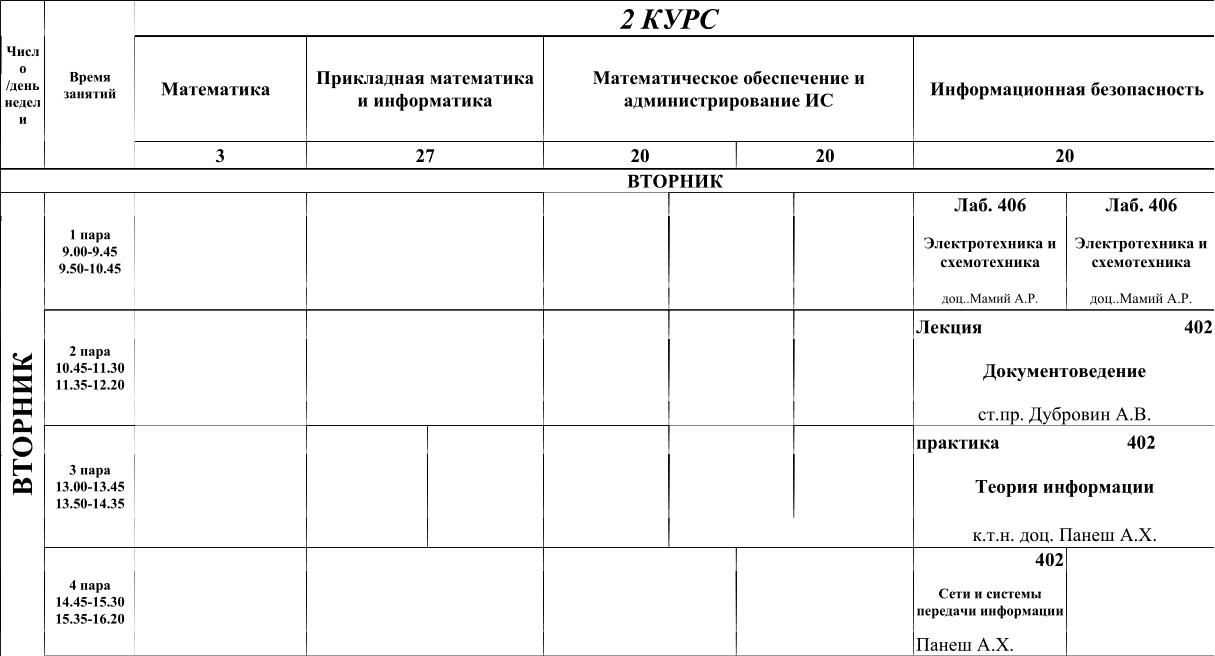 2 КУРС
Числ
о
/день
недел
и
Время
занятий
Математика
Прикладная математика
и информатика
Математическое обеспечение и
администрирование ИС
Информационная безопасность
3
27
20
20
20
ВТОРНИК
ВТОРНИК
1 пара
9.00-9.45
9.50-10.45
Лаб. 406
Электротехника и
схемотехника
доц..Мамий А.Р.
Лаб. 406
Электротехника и
схемотехника
доц..Мамий А.Р.
2 пара
10.45-11.30
11.35-12.20
Лекция 402
Документоведение
ст.пр. Дубровин А.В.
3 пара
13.00-13.45
13.50-14.35
практика 402
Теория информации
к.т.н. доц. Панеш А.Х.
4 пара
14.45-15.30
15.35-16.20
402
Сети и системы
передачи информации
Панеш А.Х.